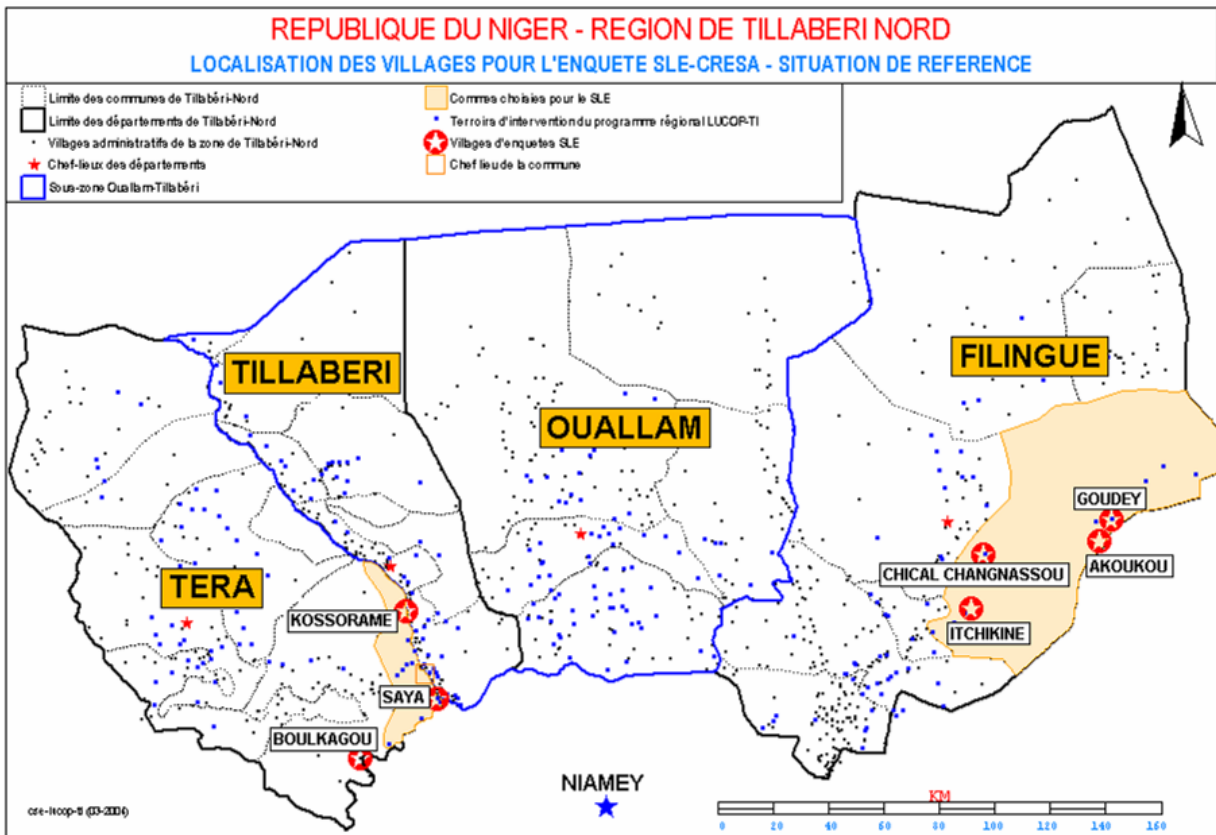 REPUBLIQUE DU NIGER - REGION DE TILLABERI NORD
LOCALISATION DES VILLAGES POUR L'ENQUETE SLE-CRESA - SITUATION DE REFERENCE
Limite des communes de Tillabéri-Nord
Limite des départements de Tillabéri-Nord
Villages administratifs de la zone de Tillabéri-Nord
Chef-lieux des départements
Sous-zone Ouallam-Tillabéri
Commes choisies pour le SLE
Terroirs d'intervention du programme régional LUCOP-TI
Villages d'enquetes SLE
Chef lieu de la commune
TILLABERI
FILINGUE
OUALLAM
GOUDEY
AKOUKOU
CHICAL CHANGNASSOU
TERA
KOSSORAME
ITCHIKINE
SAYA
BOULKAGOU
NIAMEY
KM
0 20 40 60 80 100 120 140 160